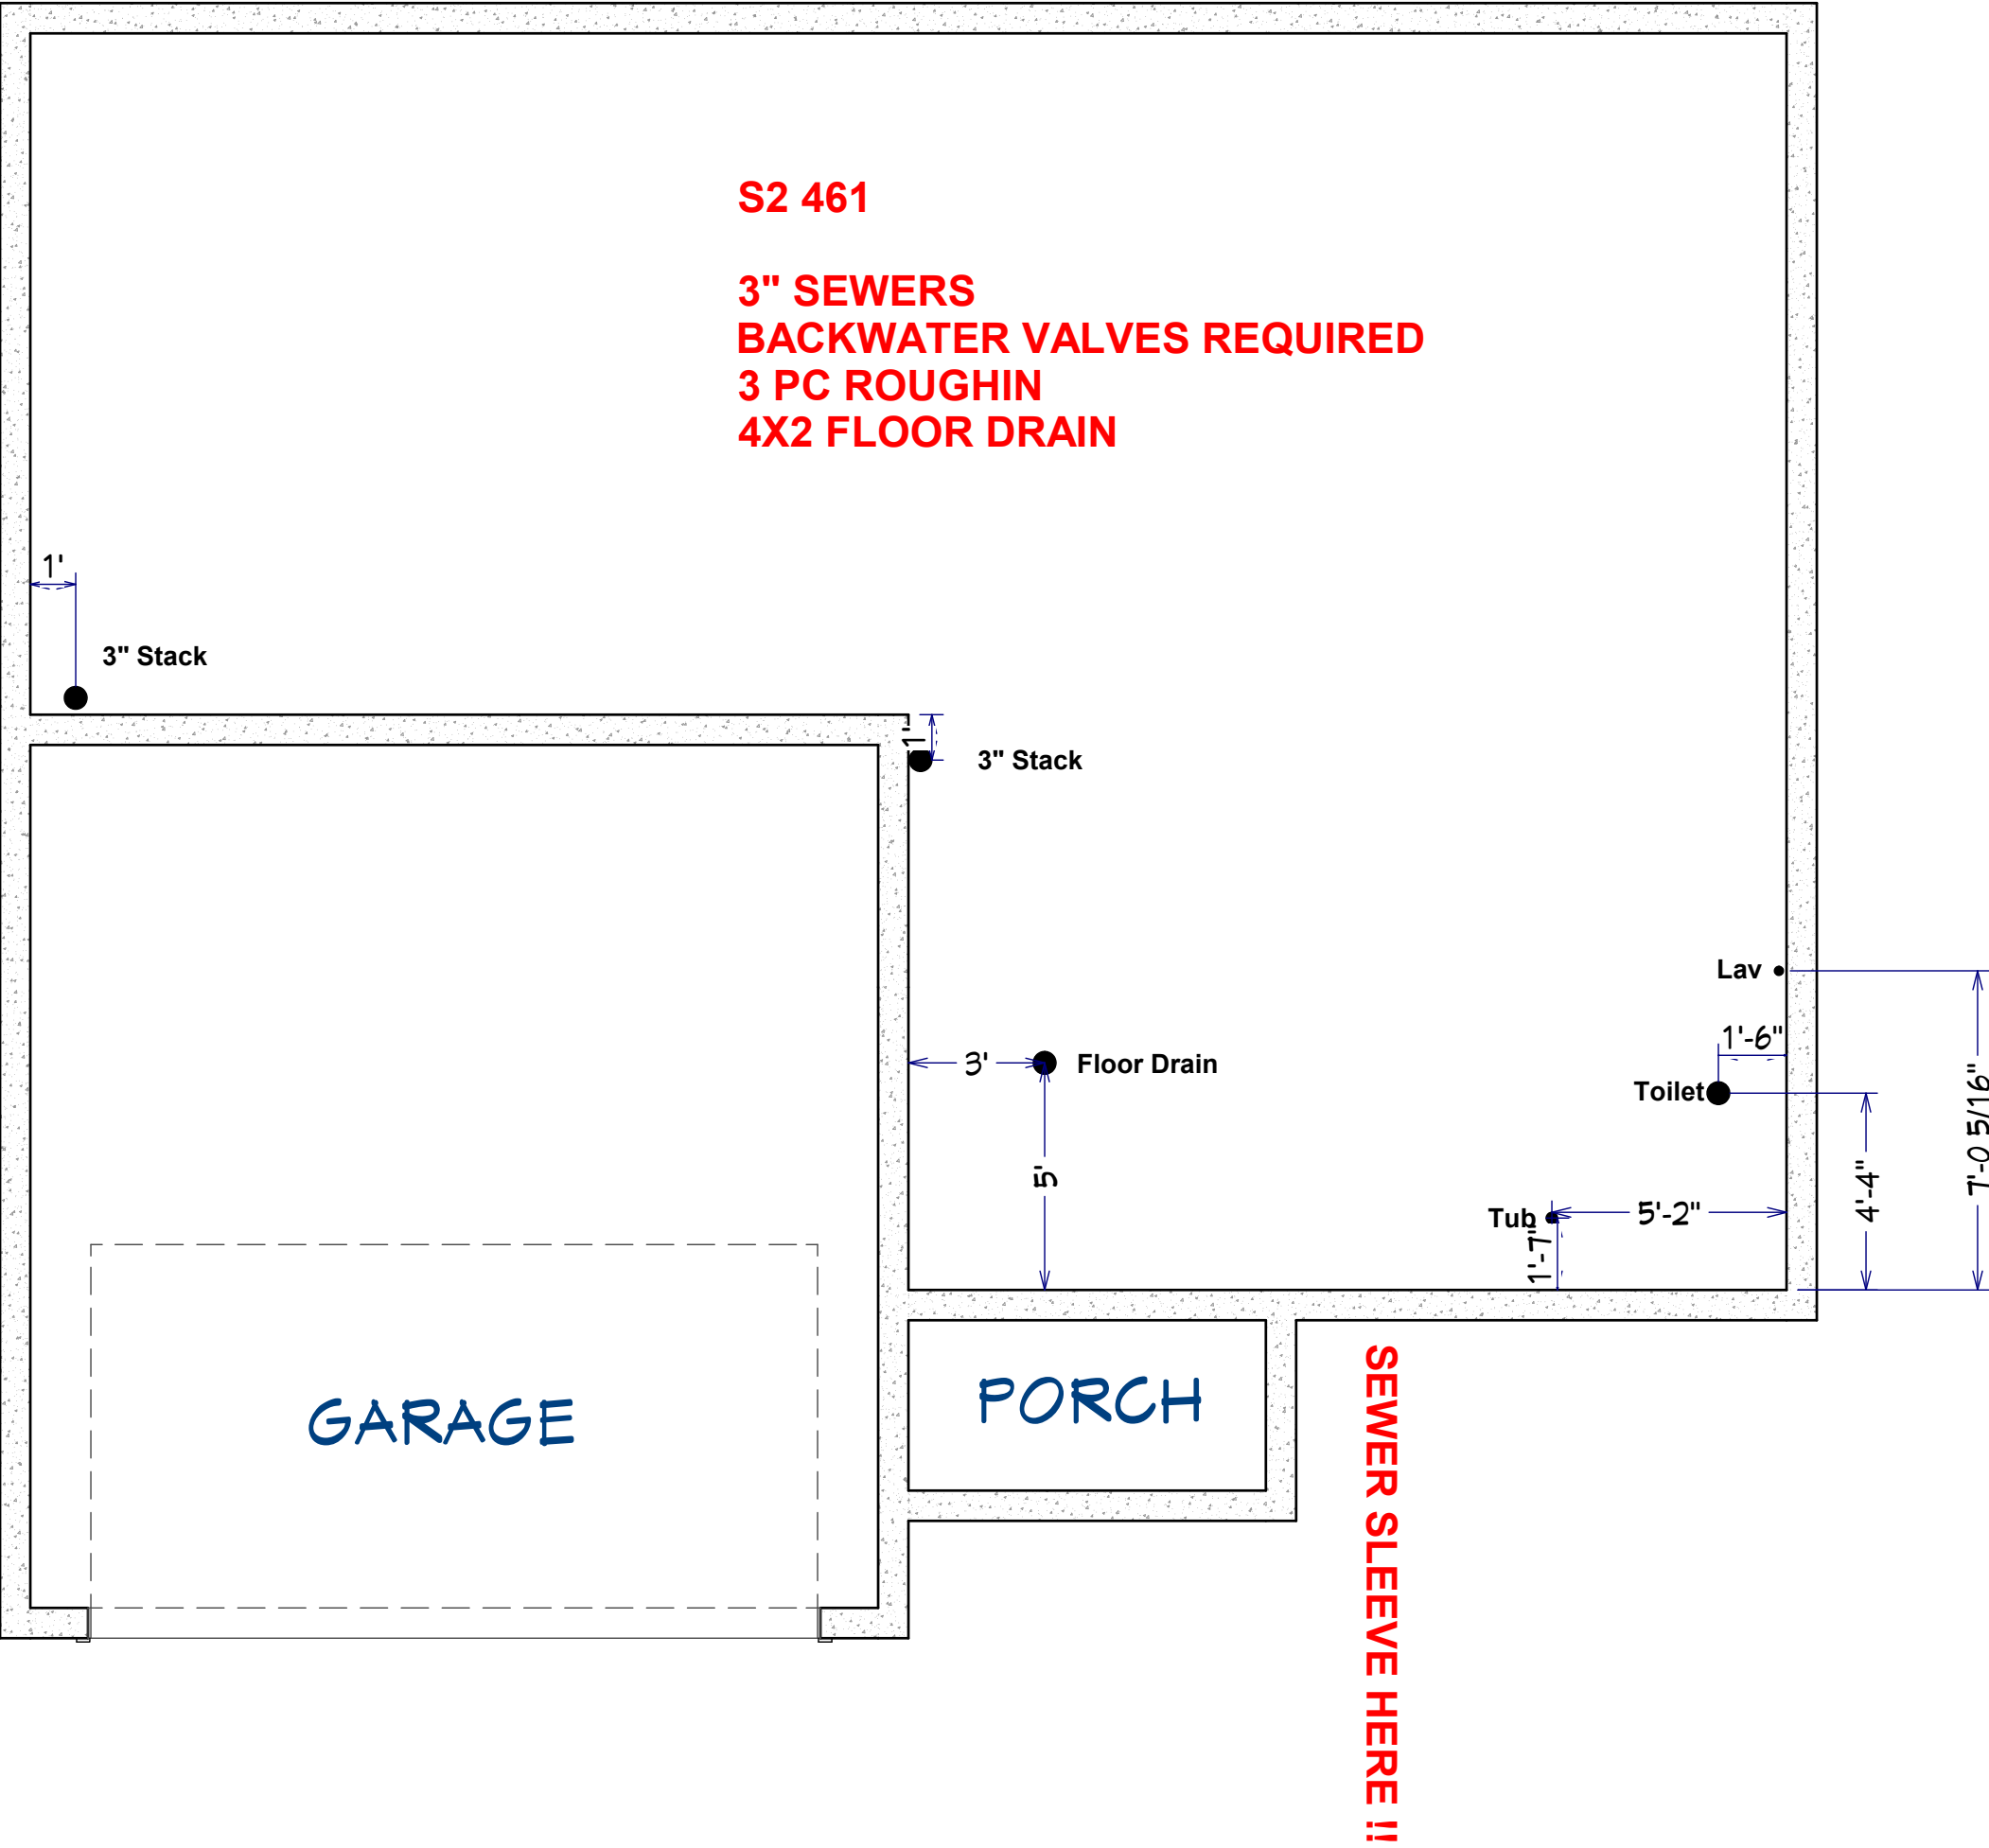 S2 461
3" SEWERS
BACKWATER VALVES REQUIRED
3 PC ROUGHIN
4X2 FLOOR DRAIN
1'
3" Stack
1'
3" Stack
Lav
1'-6"
3'
Floor Drain
Toilet
7'-0 5/16"
5'
4'-4"
Tub
5'-2"
1'-7"
GARAGE
PORCH
SEWER SLEEVE HERE !!